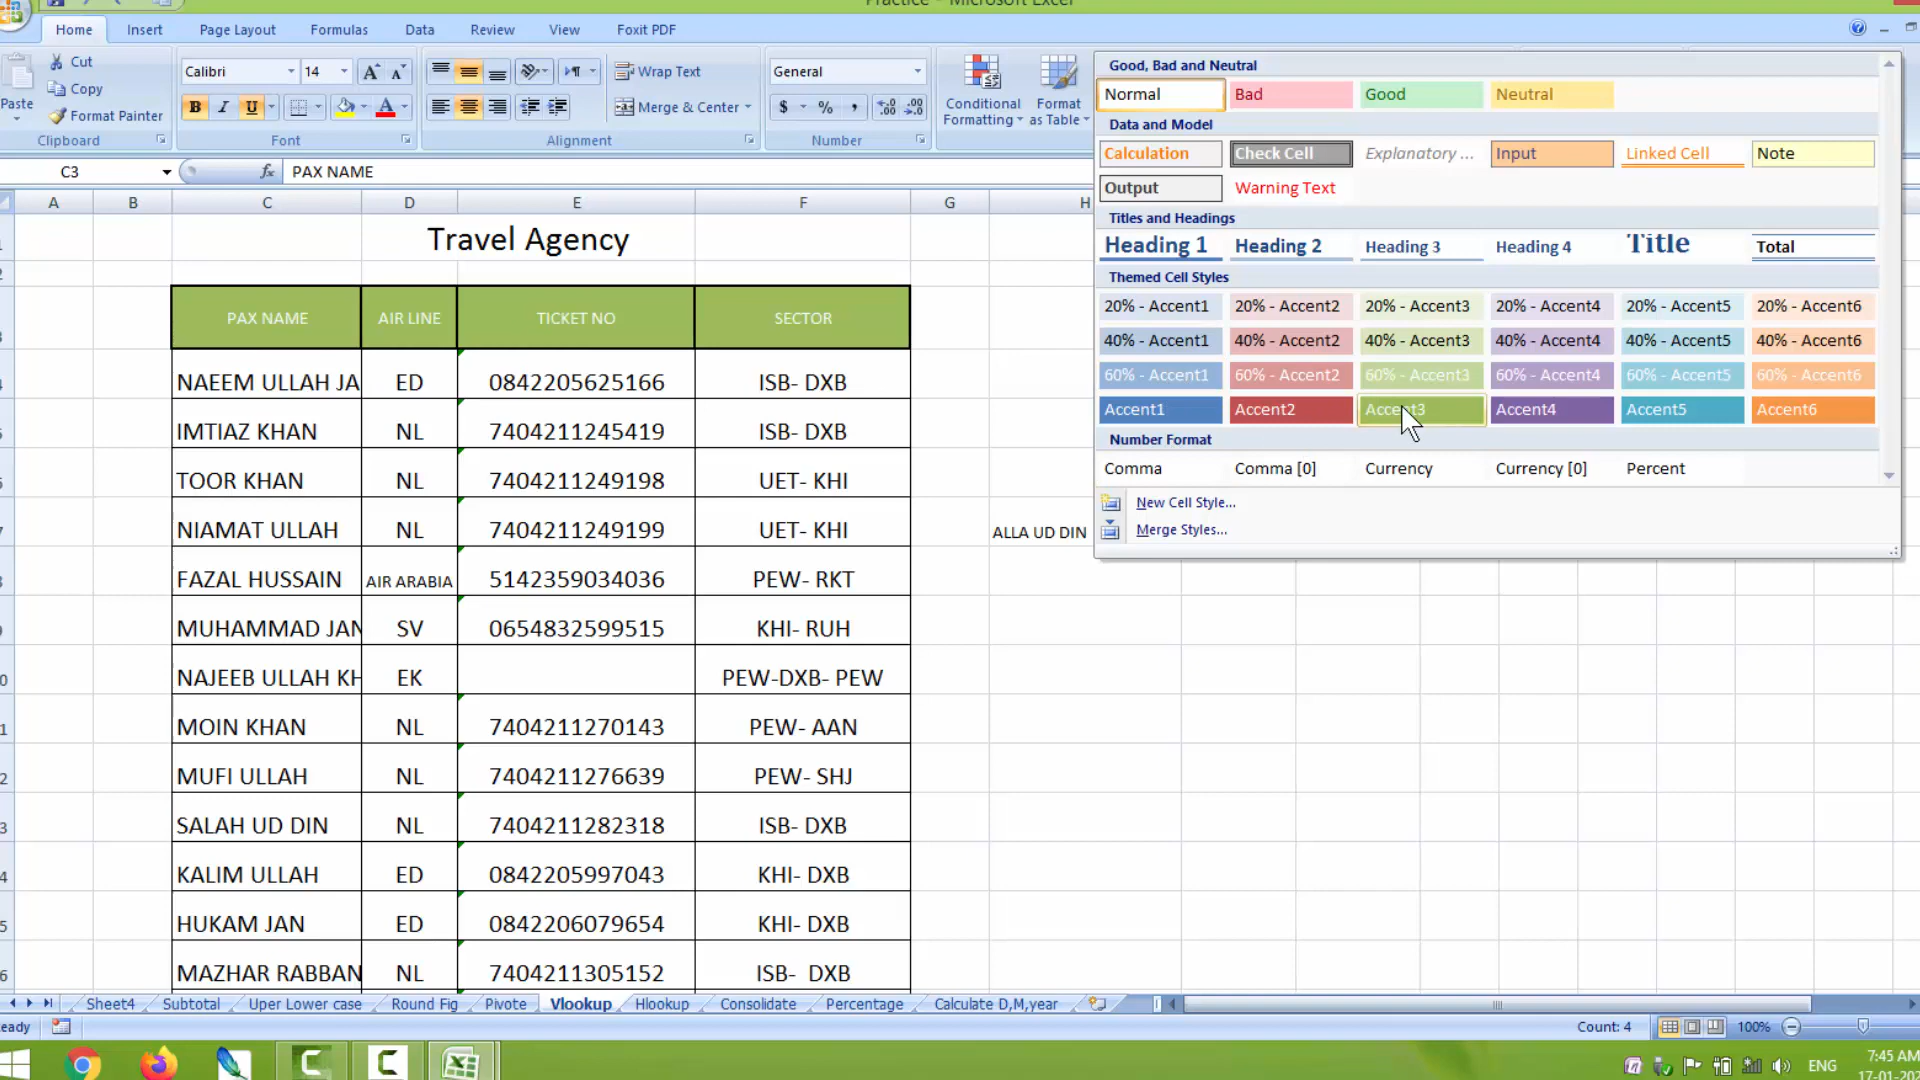 Practice - Microsoft Excel
Home Insert Page Layout Formulas Data Review View Foxit PDF
Paste
Cut
Copy
Format Painter
Clipboard
Calibri 14
B I U
Font
Wrap Text
Merge & Center
Alignment
General
$ % ,
Number
Conditional Formatting
Format as Table
Good, Bad and Neutral
Normal Bad Good Neutral
Data and Model
Calculation Check Cell Explanatory ... Input Linked Cell Note
Output Warning Text
Titles and Headings
Heading 1 Heading 2 Heading 3 Heading 4 Title Total
Themed Cell Styles
20% - Accent1 20% - Accent2 20% - Accent3 20% - Accent4 20% - Accent5 20% - Accent6
40% - Accent1 40% - Accent2 40% - Accent3 40% - Accent4 40% - Accent5 40% - Accent6
60% - Accent1 60% - Accent2 60% - Accent3 60% - Accent4 60% - Accent5 60% - Accent6
Accent1 Accent2 Accent3 Accent4 Accent5 Accent6
Number Format
Comma Comma [0] Currency Currency [0] Percent
New Cell Style...
Merge Styles...
C3 fx PAX NAME
A B C D E F G H
Travel Agency
PAX NAME AIR LINE TICKET NO SECTOR
NAEEM ULLAH JA ED 0842205625166 ISB- DXB
IMTIAZ KHAN NL 7404211245419 ISB- DXB
TOOR KHAN NL 7404211249198 UET- KHI
NIAMAT ULLAH NL 7404211249199 UET- KHI ALLA UD DIN
FAZAL HUSSAIN AIR ARABIA 5142359034036 PEW- RKT
MUHAMMAD JAN SV 0654832599515 KHI- RUH
NAJEEB ULLAH KH EK PEW-DXB- PEW
MOIN KHAN NL 7404211270143 PEW- AAN
MUFI ULLAH NL 7404211276639 PEW- SHJ
SALAH UD DIN NL 7404211282318 ISB- DXB
KALIM ULLAH ED 0842205997043 KHI- DXB
HUKAM JAN ED 0842206079654 KHI- DXB
MAZHAR RABBAN NL 7404211305152 ISB- DXB
Sheet4 Subtotal Uper Lower case Round Fig Pivote Vlookup Hlookup Consolidate Percentage Calculate D,M,year
eady Count: 4 100%
ENG 7:45 AM
17-01-202